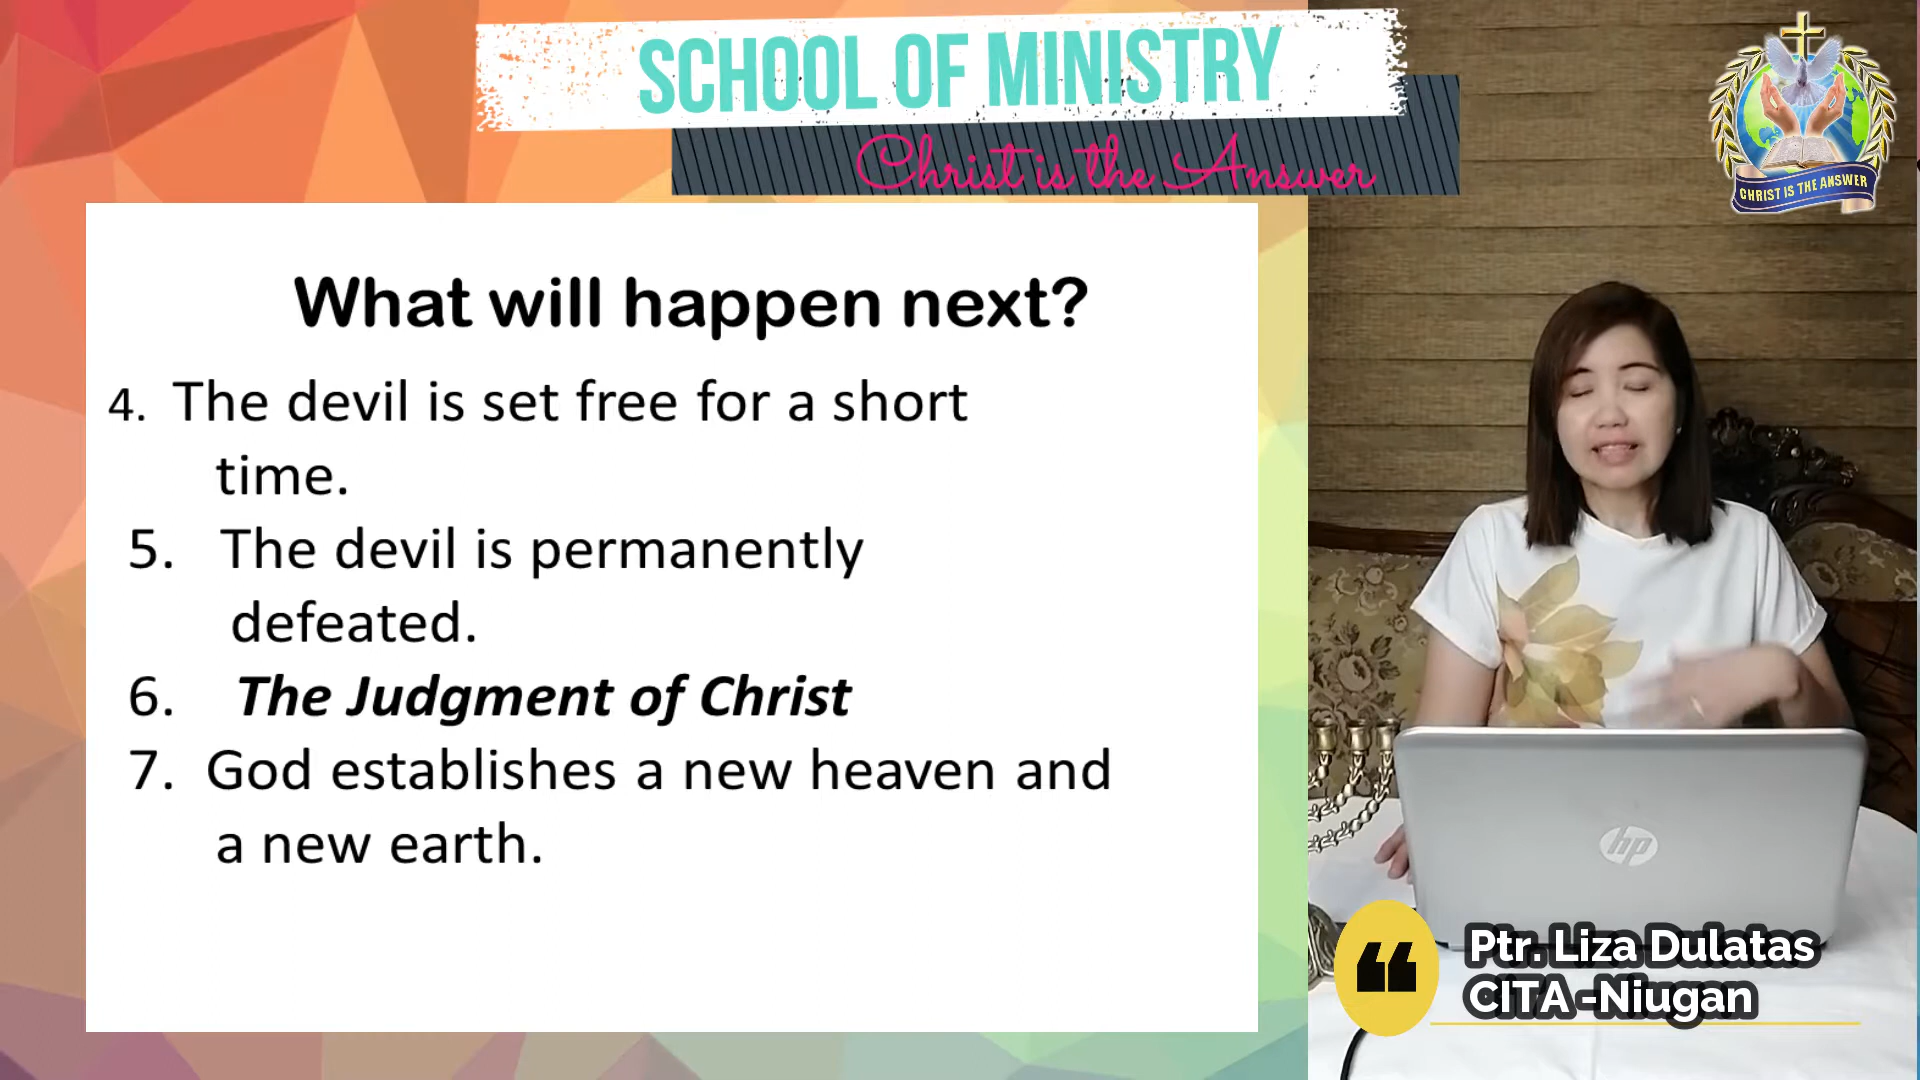 SCHOOL OF MINISTRY
Christ is the Answer
CHRIST IS THE ANSWER
What will happen next?
4. The devil is set free for a short
time.
5. The devil is permanently
defeated.
6. The Judgment of Christ
7. God establishes a new heaven and
a new earth.
hp
Ptr. Liza Dulatas
CITA -Niugan